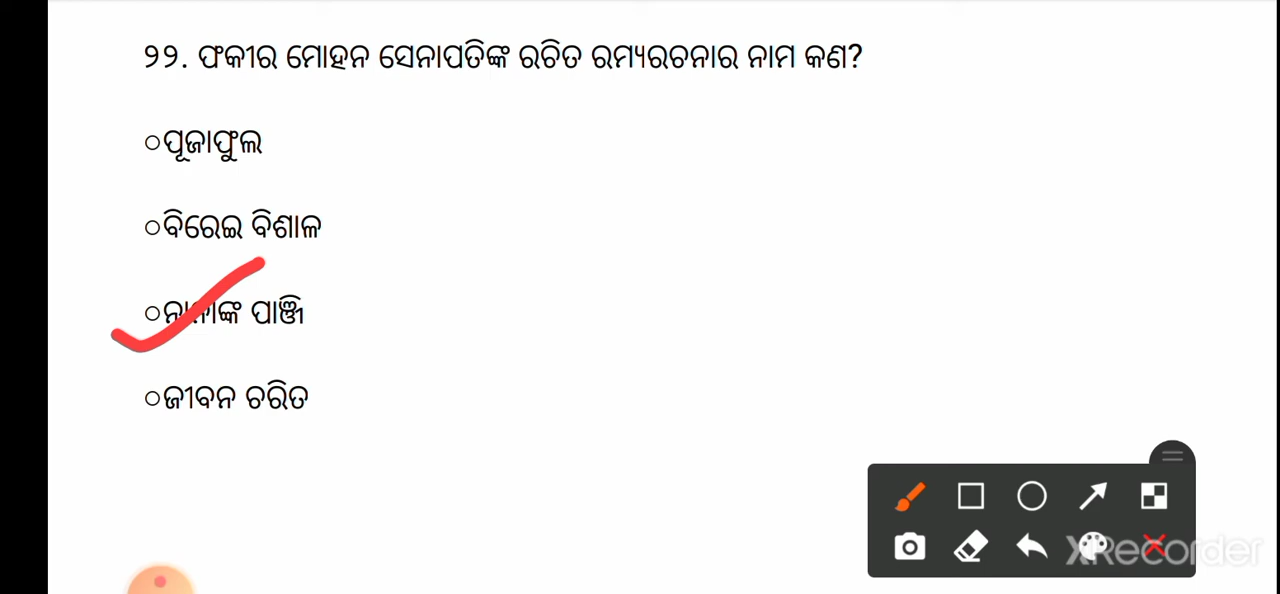 ୨୨. ଫକୀର ମୋହନ ସେନାପତିଙ୍କ ରଚିତ ରମ୍ୟରଚନାର ନାମ କଣ?
○ପୂଜାଫୁଲ
○ବିରେଇ ବିଶାଳ
○ନାନାଙ୍କ ପାଞ୍ଜି
○ଜୀବନ ଚରିତ
XRecorder